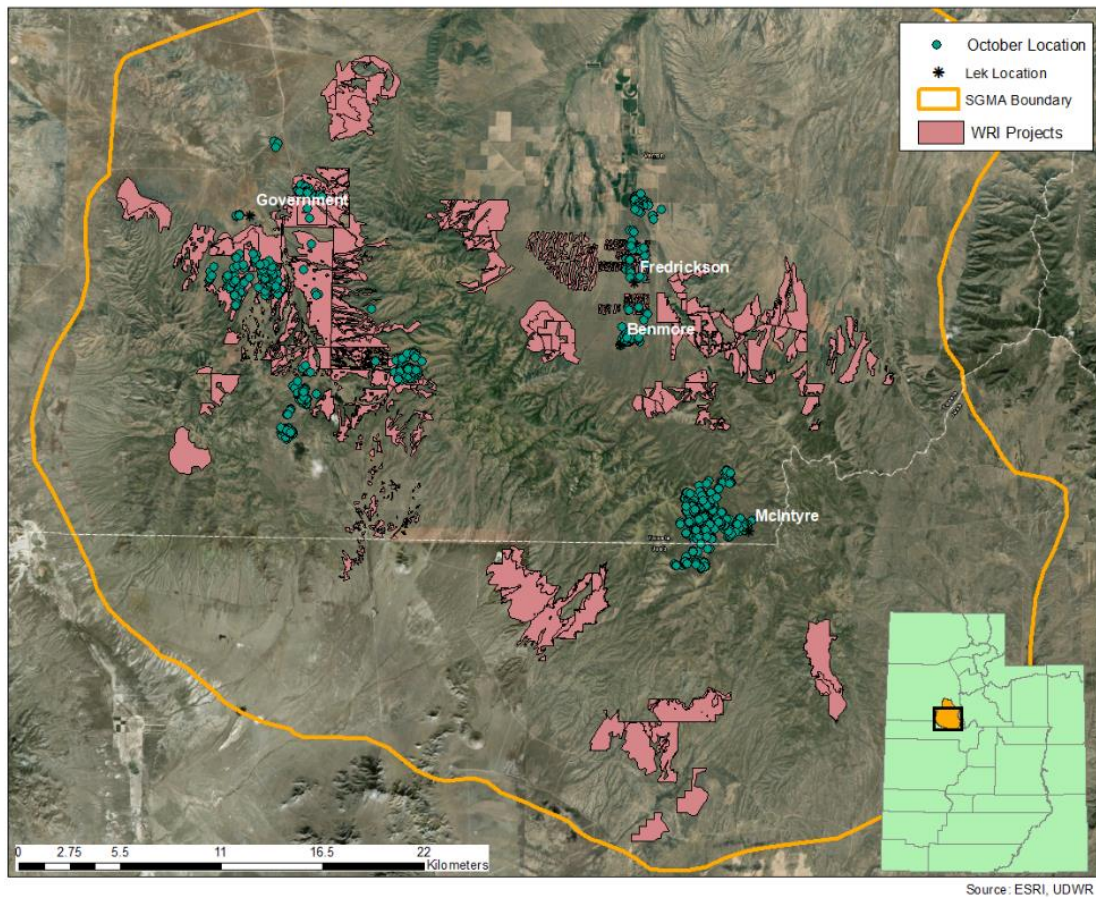 October Location
Lek Location
SGMA Boundary
WRI Projects
Vernon
Government
Fredrickson
Benmore
McIntyre
0 2.75 5.5 11 16.5 22
Kilometers
Source: ESRI, UDWR